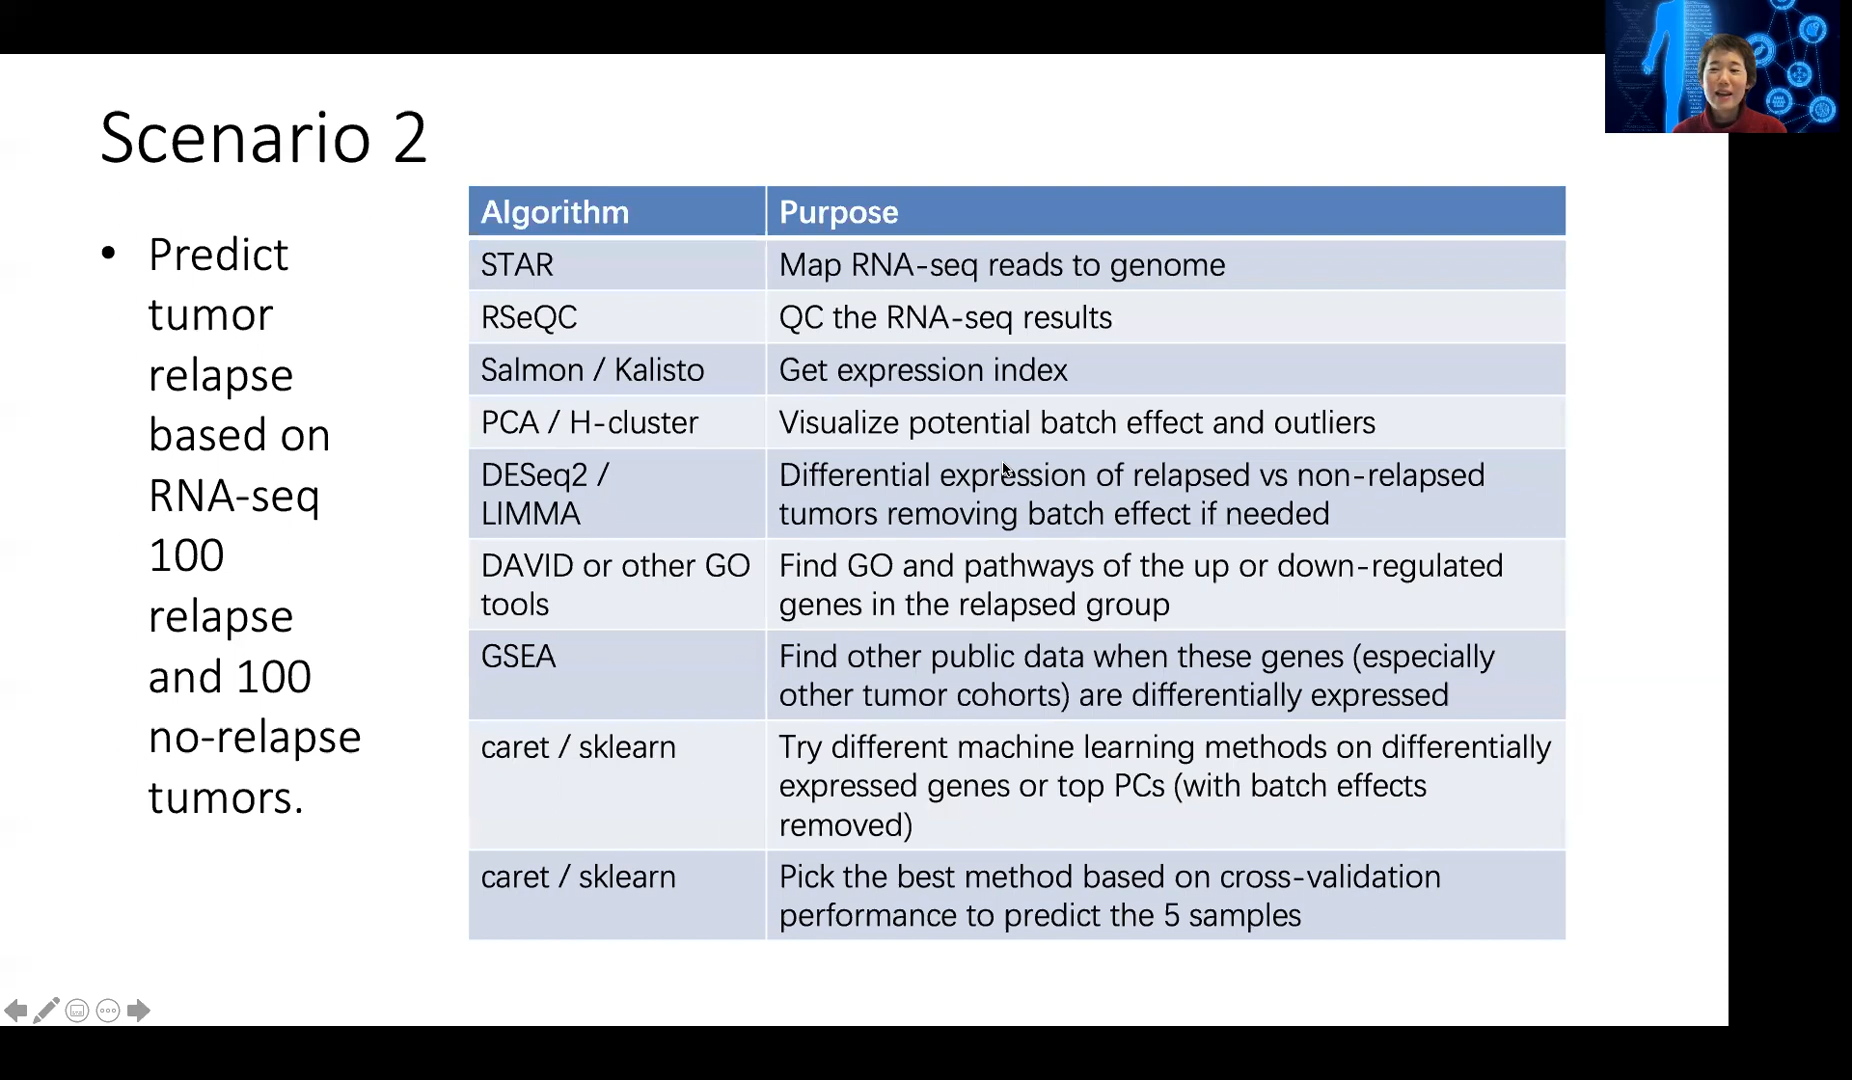 Scenario 2
• Predict
tumor
relapse
based on
RNA-seq
100
relapse
and 100
no-relapse
tumors.
Algorithm Purpose
STAR Map RNA-seq reads to genome
RSeQC QC the RNA-seq results
Salmon / Kalisto Get expression index
PCA / H-cluster Visualize potential batch effect and outliers
DESeq2 / Differential expression of relapsed vs non-relapsed
LIMMA tumors removing batch effect if needed
DAVID or other GO Find GO and pathways of the up or down-regulated
tools genes in the relapsed group
GSEA Find other public data when these genes (especially
other tumor cohorts) are differentially expressed
caret / sklearn Try different machine learning methods on differentially
expressed genes or top PCs (with batch effects
removed)
caret / sklearn Pick the best method based on cross-validation
performance to predict the 5 samples